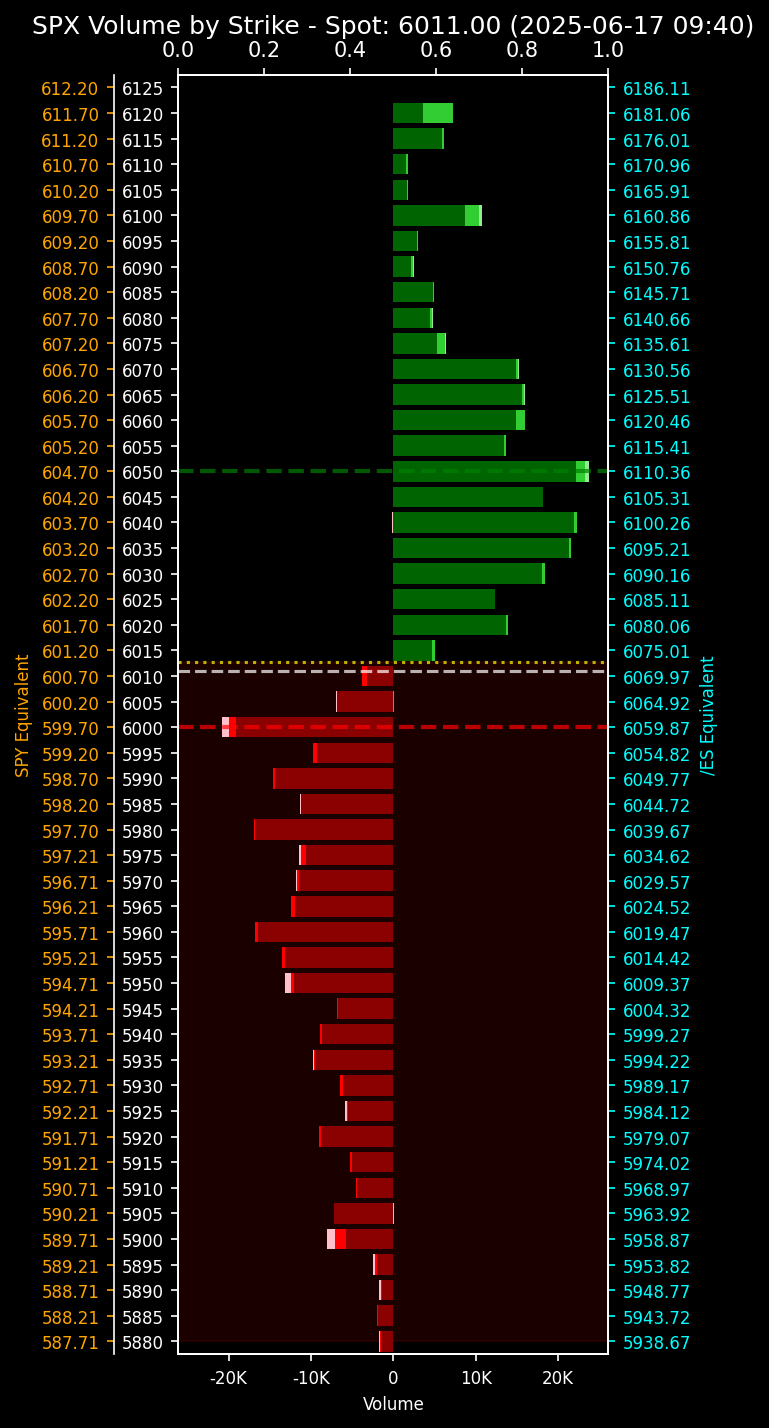 SPX Volume by Strike - Spot: 6011.00 (2025-06-17 09:40)
0.0 0.2 0.4 0.6 0.8 1.0
612.20 6125 6186.11
611.70 6120 6181.06
611.20 6115 6176.01
610.70 6110 6170.96
610.20 6105 6165.91
609.70 6100 6160.86
609.20 6095 6155.81
608.70 6090 6150.76
608.20 6085 6145.71
607.70 6080 6140.66
607.20 6075 6135.61
606.70 6070 6130.56
606.20 6065 6125.51
605.70 6060 6120.46
605.20 6055 6115.41
604.70 6050 6110.36
604.20 6045 6105.31
603.70 6040 6100.26
603.20 6035 6095.21
602.70 6030 6090.16
602.20 6025 6085.11
601.70 6020 6080.06
601.20 6015 6075.01
600.70 6010 6069.97
600.20 6005 6064.92
599.70 6000 6059.87
599.20 5995 6054.82
598.70 5990 6049.77
598.20 5985 6044.72
597.70 5980 6039.67
597.21 5975 6034.62
596.71 5970 6029.57
596.21 5965 6024.52
595.71 5960 6019.47
595.21 5955 6014.42
594.71 5950 6009.37
594.21 5945 6004.32
593.71 5940 5999.27
593.21 5935 5994.22
592.71 5930 5989.17
592.21 5925 5984.12
591.71 5920 5979.07
591.21 5915 5974.02
590.71 5910 5968.97
590.21 5905 5963.92
589.71 5900 5958.87
589.21 5895 5953.82
588.71 5890 5948.77
588.21 5885 5943.72
587.71 5880 5938.67
SPY Equivalent
/ES Equivalent
-20K -10K 0 10K 20K
Volume